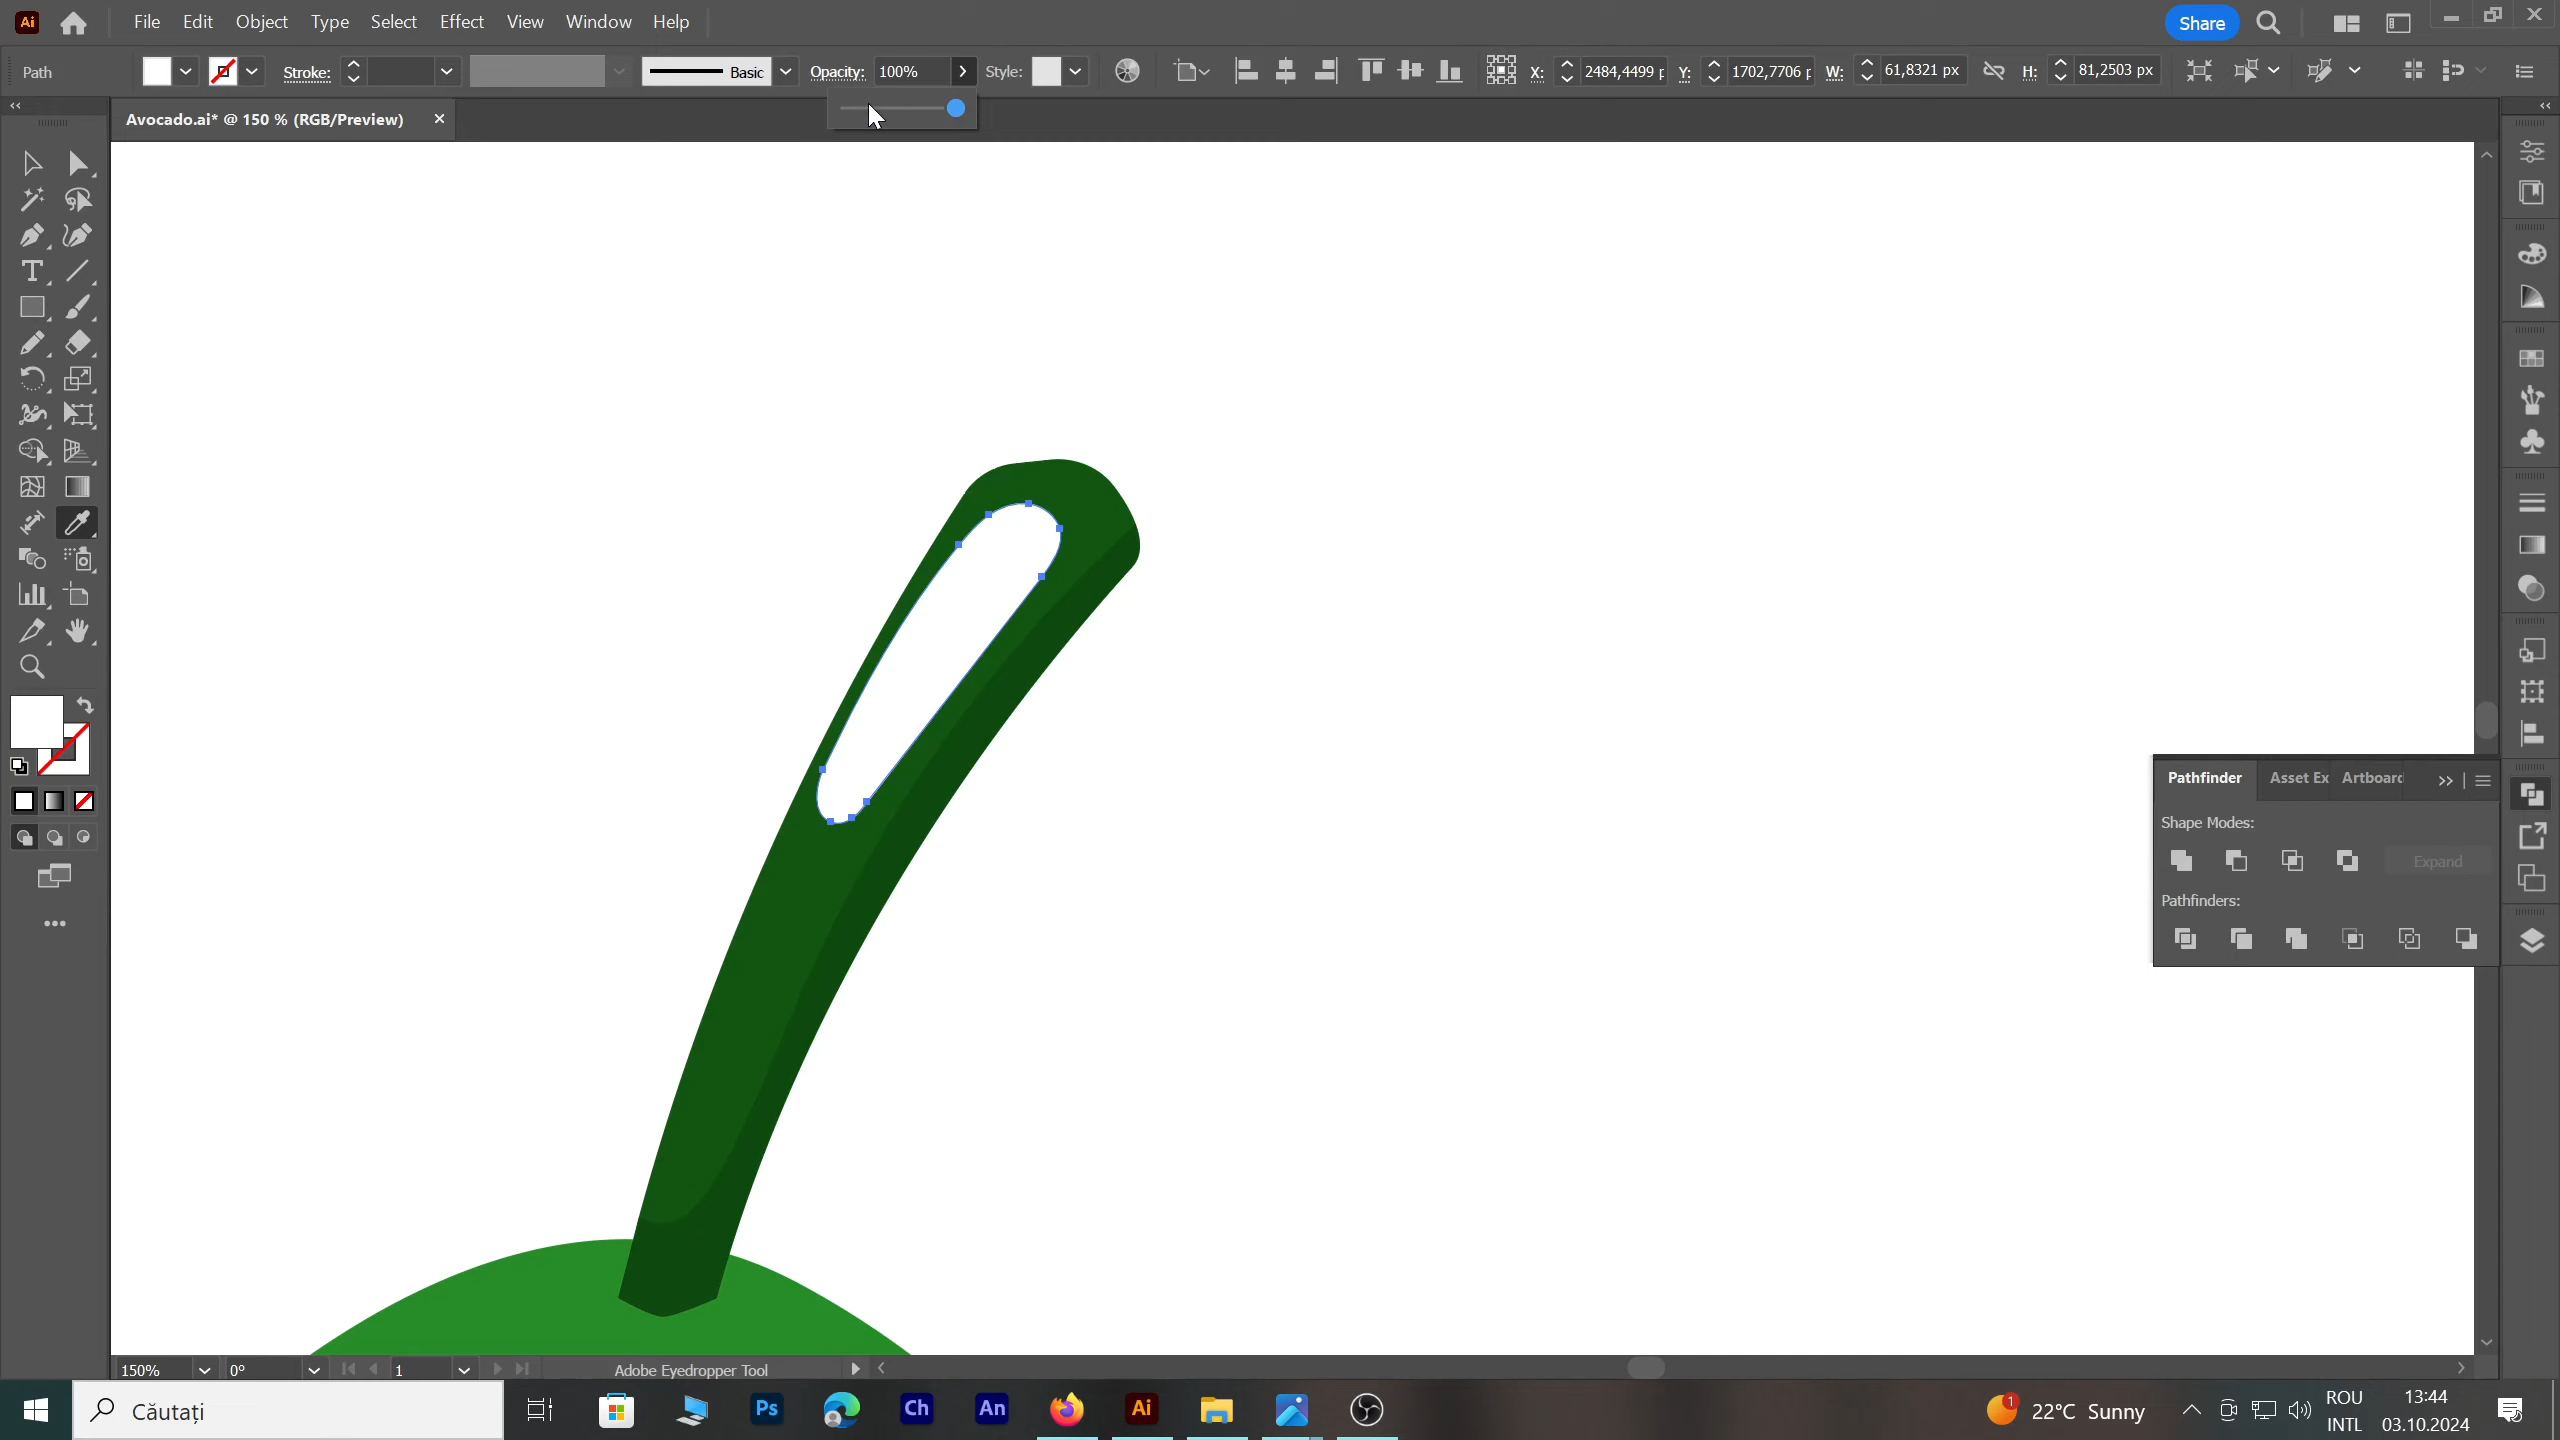 Ai File Edit Object Type Select Effect View Window Help Share
Path Stroke: Basic Opacity: 100% Style: X: 2484,4499 p Y: 1702,7706 p W: 61,8321 px H: 81,2503 px
Avocado.ai* @ 150 % (RGB/Preview)
Pathfinder Asset Ex Artboard
Shape Modes:
Expand
Pathfinders:
150% 0° 1 Adobe Eyedropper Tool
Căutați Ps Ch An Ai 1 22°C Sunny ROU 13:44
INTL 03.10.2024